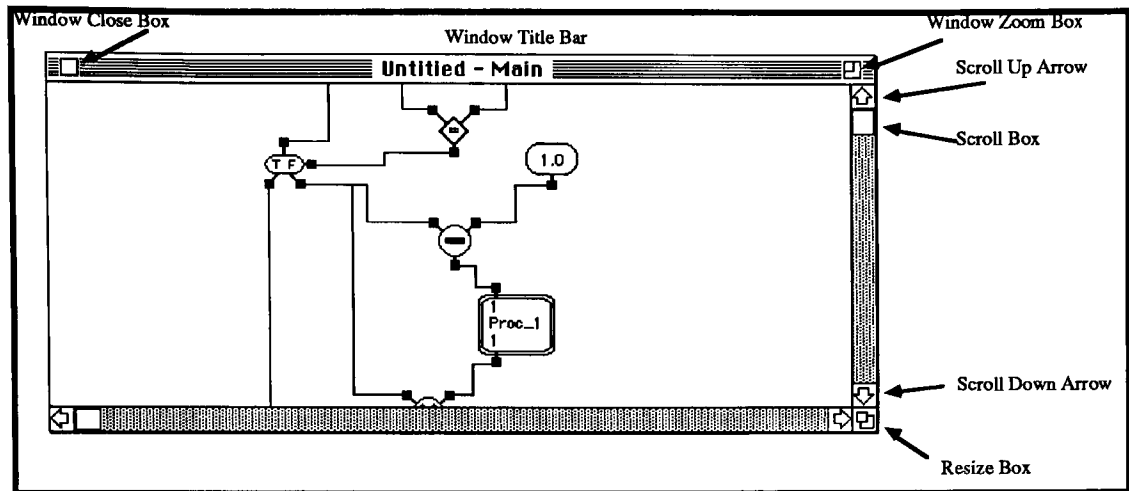 Window Close Box
Window Title Bar
Window Zoom Box
Untitled - Main
Scroll Up Arrow
Scroll Box
=
T F
1.0
1
Proc_1
1
Scroll Down Arrow
Resize Box